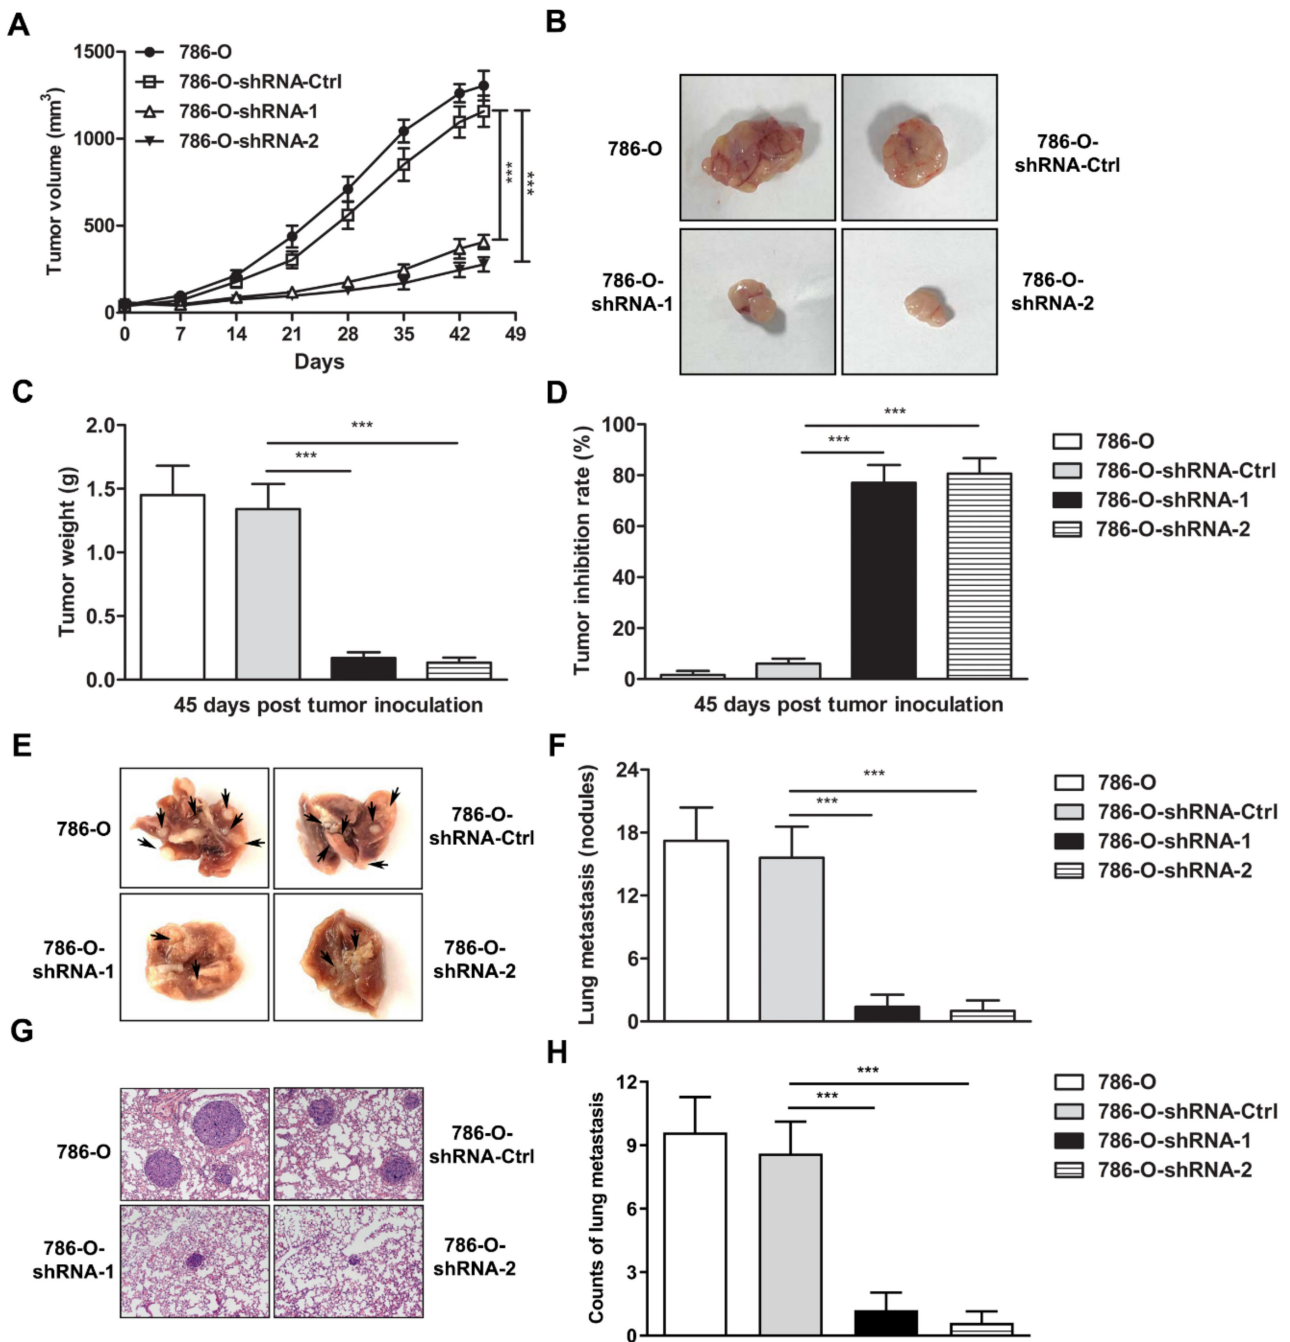 A
Tumor volume (mm3)
1500
1000
500
0
786-O
786-O-shRNA-Ctrl
786-O-shRNA-1
786-O-shRNA-2
***
***
0 7 14 21 28 35 42 49
Days
B
786-O
786-O-
shRNA-Ctrl
786-O-
shRNA-1
786-O-
shRNA-2
C
Tumor weight (g)
2.0
1.5
1.0
0.5
0.0
***
***
45 days post tumor inoculation
D
Tumor inhibition rate (%)
100
80
60
40
20
0
***
***
45 days post tumor inoculation
786-O
786-O-shRNA-Ctrl
786-O-shRNA-1
786-O-shRNA-2
E
786-O
786-O-
shRNA-Ctrl
786-O-
shRNA-1
786-O-
shRNA-2
F
Lung metastasis (nodules)
24
18
12
6
0
***
***
786-O
786-O-shRNA-Ctrl
786-O-shRNA-1
786-O-shRNA-2
G
786-O
786-O-
shRNA-Ctrl
786-O-
shRNA-1
786-O-
shRNA-2
H
Counts of lung metastasis
12
9
6
3
0
***
***
786-O
786-O-shRNA-Ctrl
786-O-shRNA-1
786-O-shRNA-2